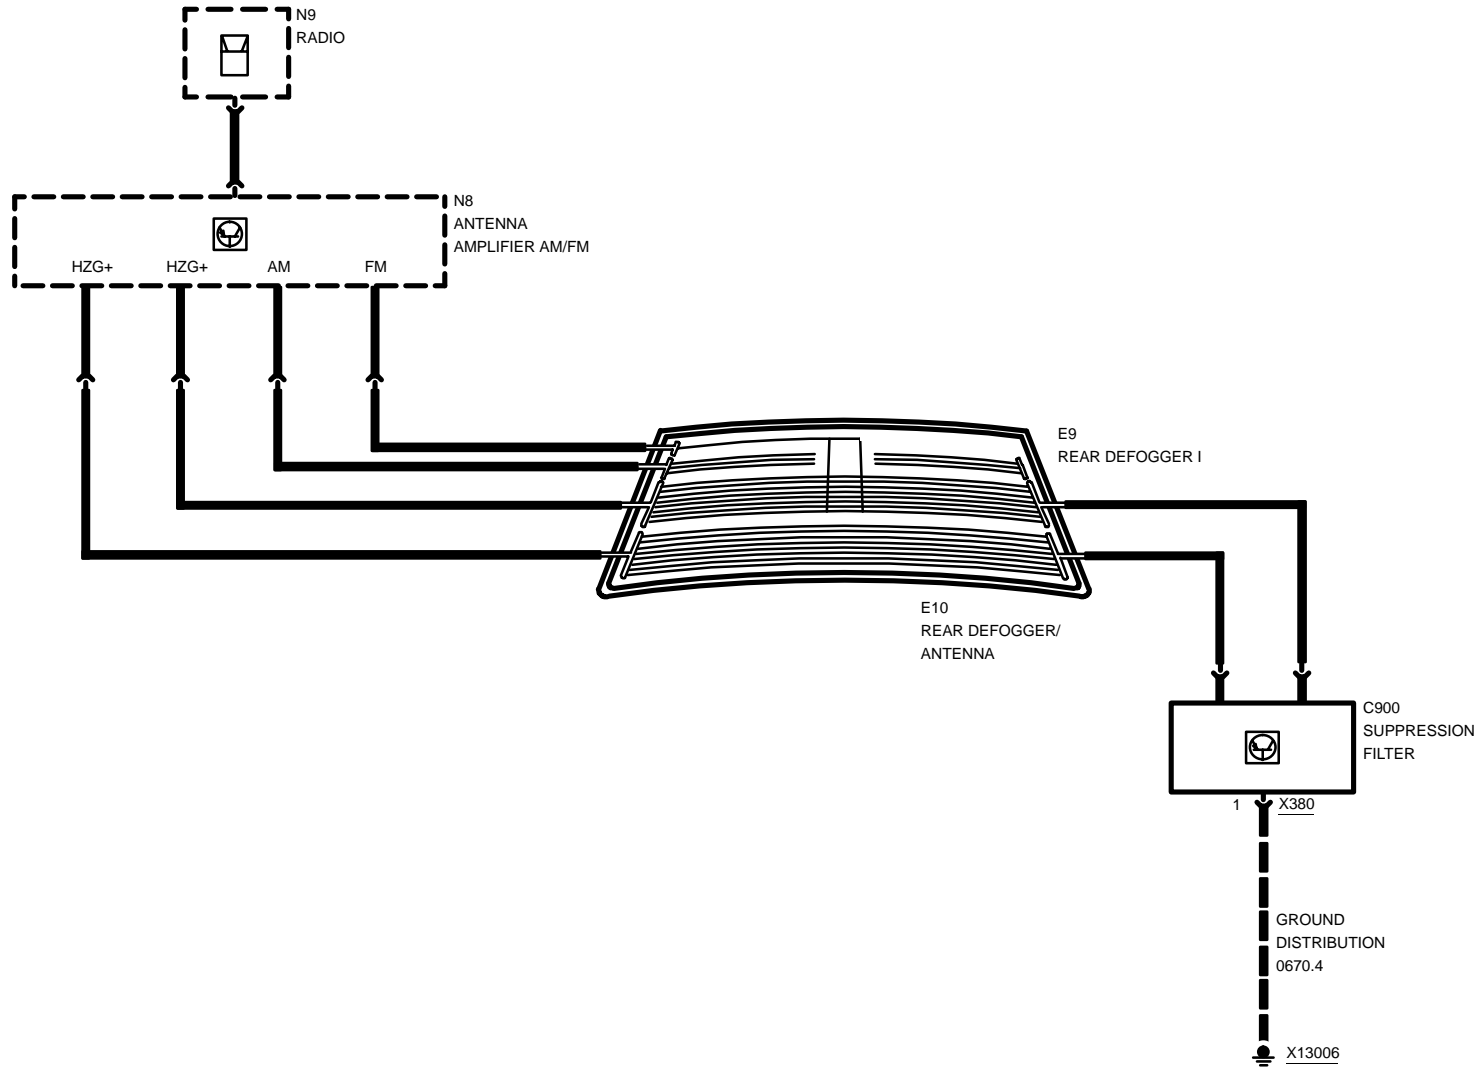 N9
RADIO
N8
ANTENNA
AMPLIFIER AM/FM
HZG+ HZG+ AM FM
E9
REAR DEFOGGER I
E10
REAR DEFOGGER/
ANTENNA
C900
SUPPRESSION
FILTER
1 X380
GROUND
DISTRIBUTION
0670.4
X13006